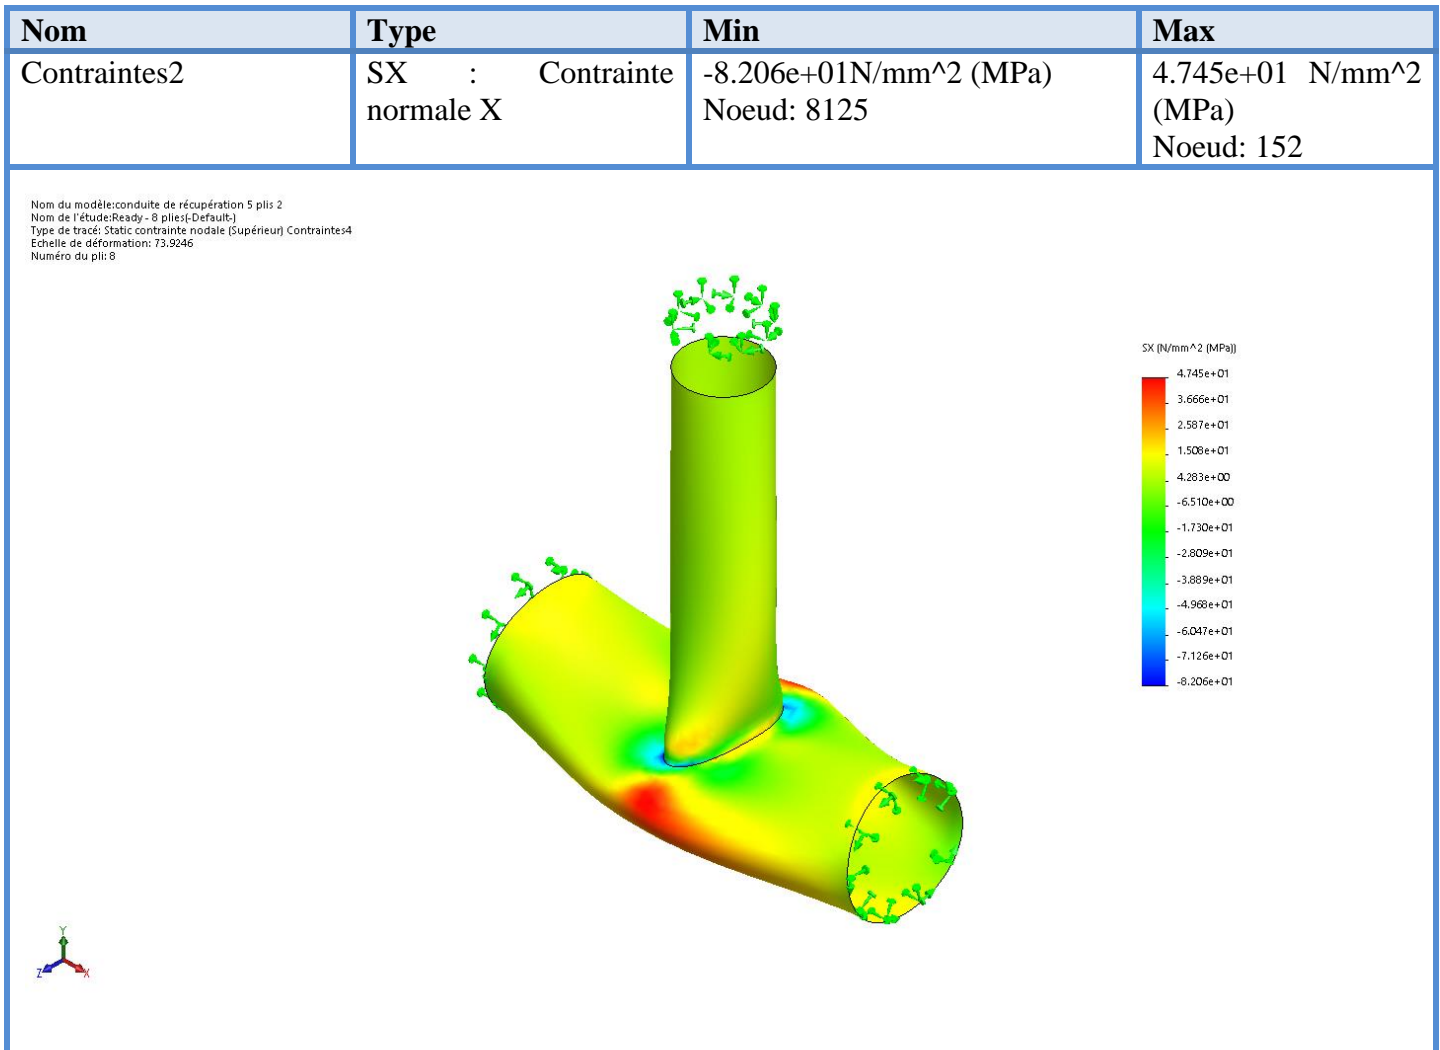 Nom Type Min Max
Contraintes2 SX : Contrainte -8.206e+01N/mm^2 (MPa) 4.745e+01 N/mm^2
normale X Noeud: 8125 (MPa)
Noeud: 152
Nom du modèle:conduite de récupération 5 plis 2
Nom de l'étude:Ready - 8 plies(-Default-)
Type de tracé: Static contrainte nodale (Supérieur) Contraintes4
Echelle de déformation: 73.9246
Numéro du pli: 8
SX (N/mm^2 (MPa))
4.745e+01
3.666e+01
2.587e+01
1.508e+01
4.283e+00
-6.510e+00
-1.730e+01
-2.809e+01
-3.889e+01
-4.968e+01
-6.047e+01
-7.126e+01
-8.206e+01
Y
Z X